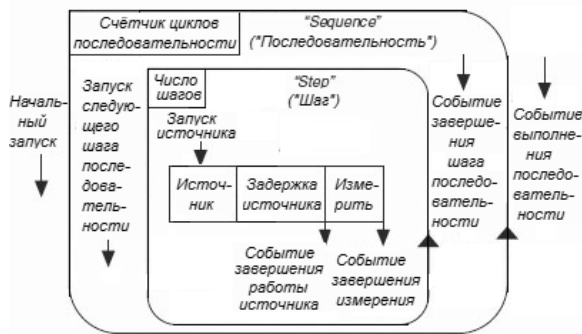 Счётчик циклов
последовательности
“Sequence”
("Последовательность")
Началь-
ный
запуск
Запуск
следую-
щего
шага
после-
дова-
тель-
ности
Число
шагов
“Step”
("Шаг")
Запуск
источника
Источ-
ник
Задержка
источника
Изме-
рить
Событие
завершения
работы
источника
Событие
завершения
измерения
Событие
заверше-
ния
шага
последо-
ватель-
ности
Событие
выполне-
ния
последо-
ватель-
ности